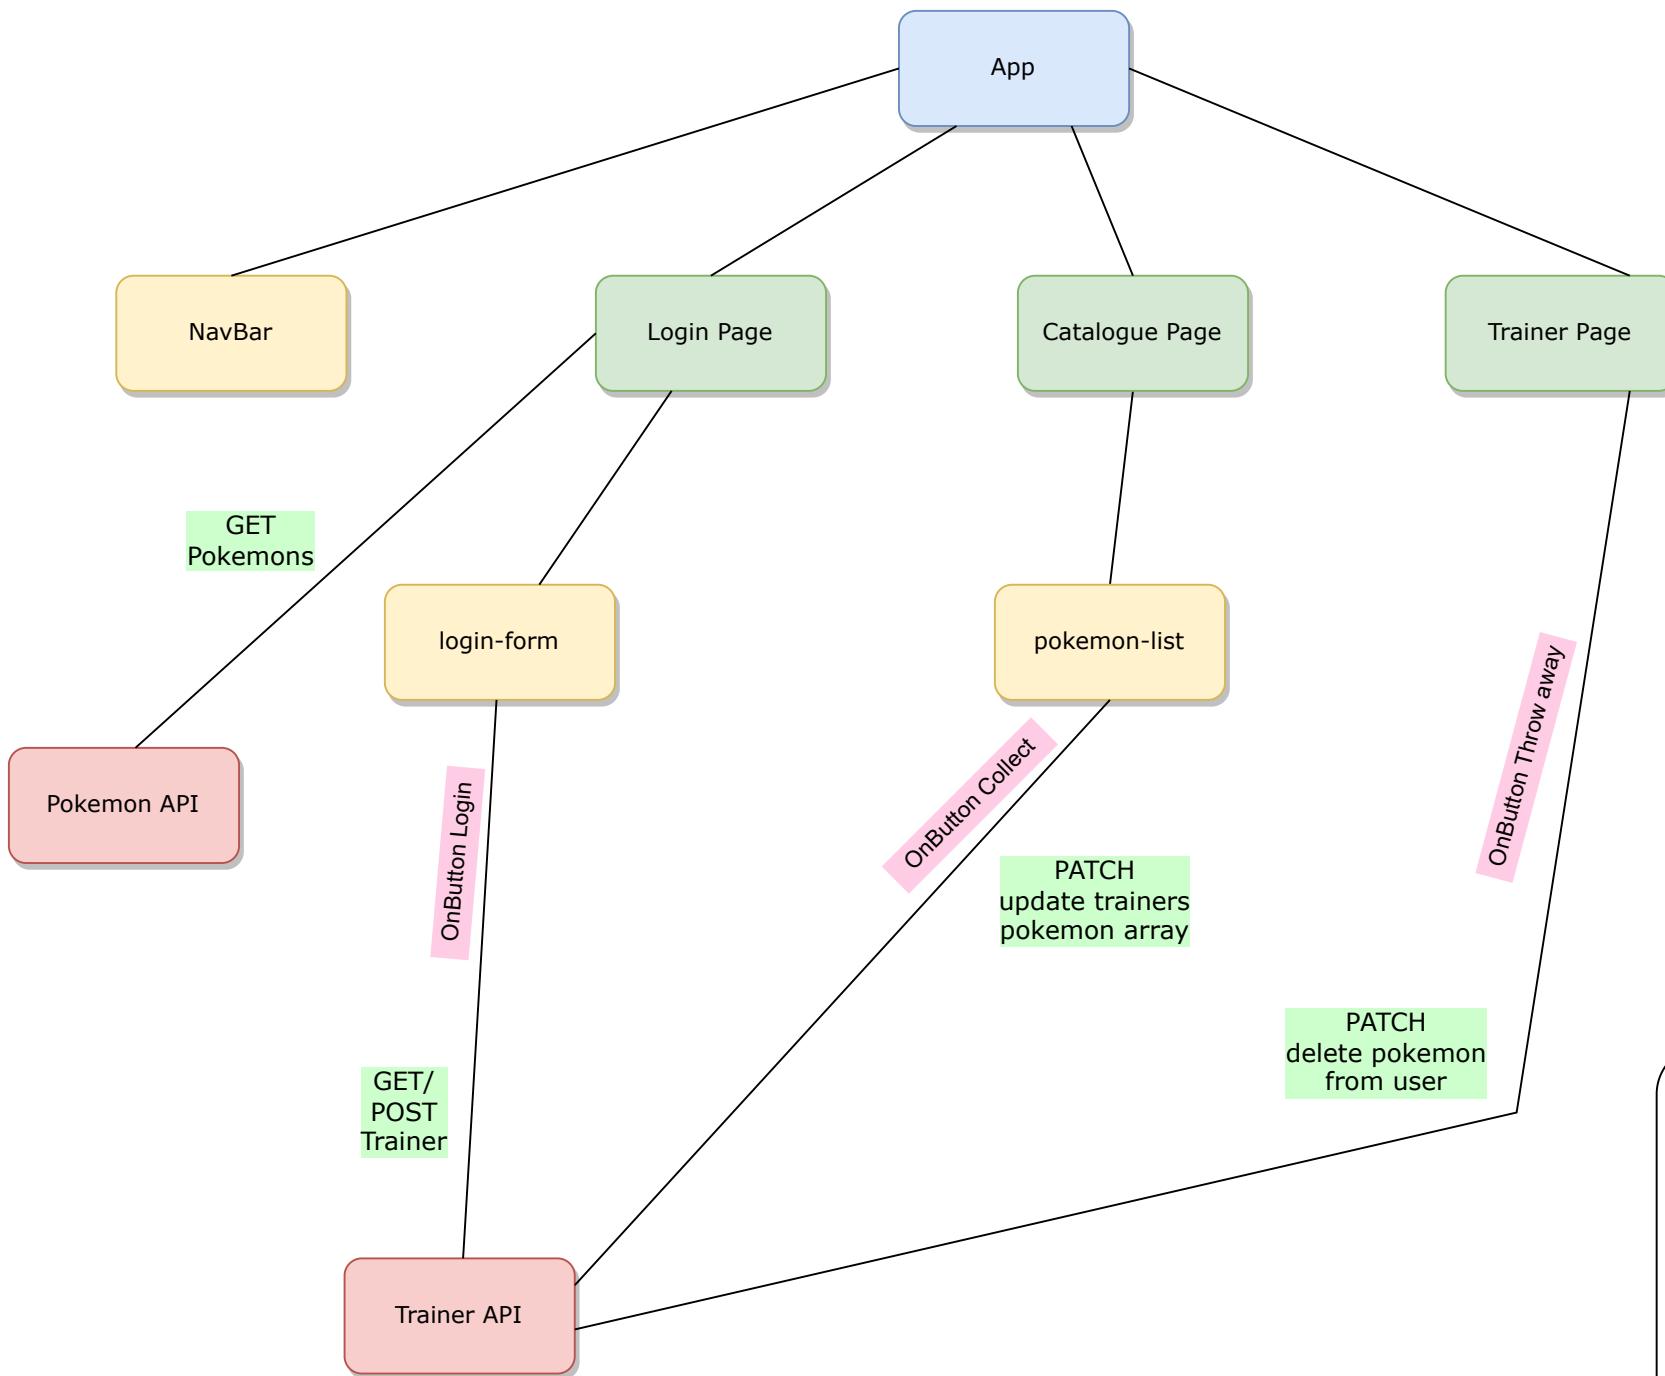 App
NavBar
Login Page
Catalogue Page
Trainer Page
GET
Pokemons
login-form
pokemon-list
OnButton Throw away
Pokemon API
OnButton Login
OnButton Collect
PATCH
update trainers
pokemon array
PATCH
delete pokemon
from user
GET/
POST
Trainer
Trainer API